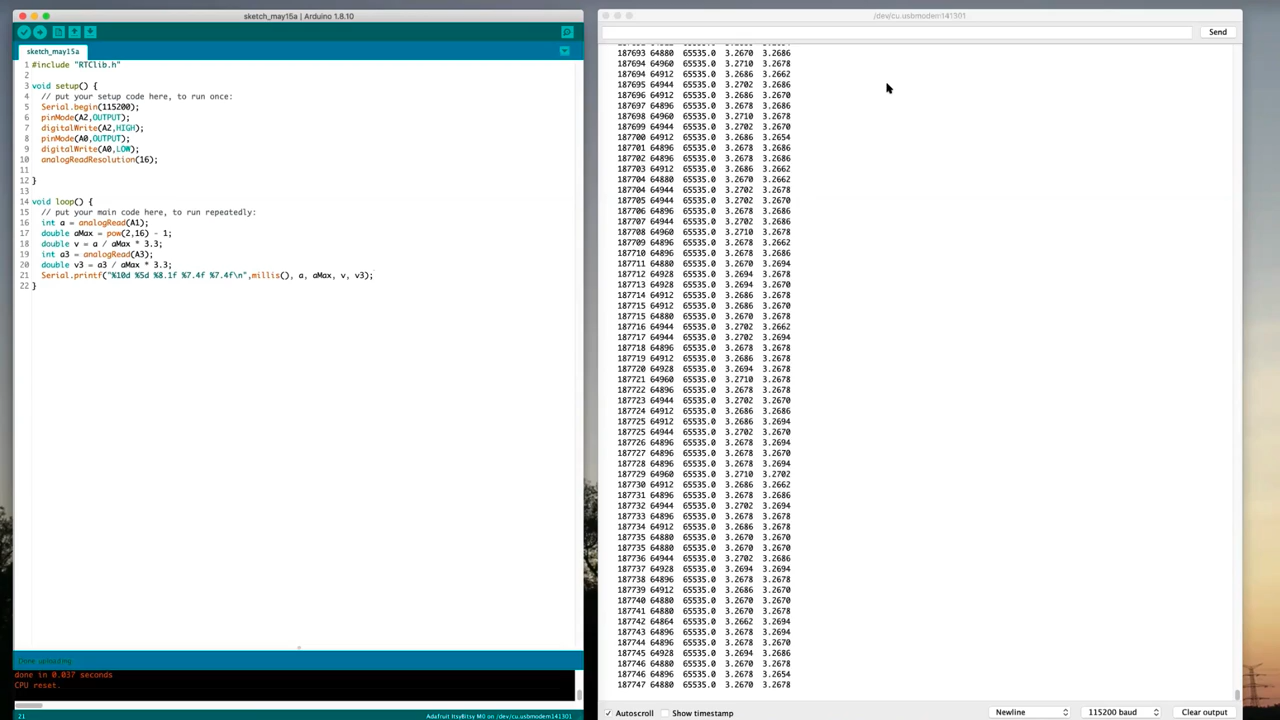 sketch_may15a | Arduino 1.8.10
sketch_may15a
1 #include "RTClib.h"
2
3 void setup() {
4 // put your setup code here, to run once:
5 Serial.begin(115200);
6 pinMode(A2,OUTPUT);
7 digitalWrite(A2,HIGH);
8 pinMode(A0,OUTPUT);
9 digitalWrite(A0,LOW);
10 analogReadResolution(16);
11
12 }
13
14 void loop() {
15 // put your main code here, to run repeatedly:
16 int a = analogRead(A1);
17 double aMax = pow(2,16) - 1;
18 double v = a / aMax * 3.3;
19 int a3 = analogRead(A3);
20 double v3 = a3 / aMax * 3.3;
21 Serial.printf("%10d %5d %8.1f %7.4f %7.4f\n",millis(), a, aMax, v, v3);
22 }
Done uploading.
done in 0.037 seconds
CPU reset.
21
Adafruit ItsyBitsy M0 on /dev/cu.usbmodem141301
/dev/cu.usbmodem141301
Send
187693 64880 65535.0 3.2670 3.2686
187694 64960 65535.0 3.2710 3.2678
187694 64912 65535.0 3.2686 3.2662
187695 64944 65535.0 3.2702 3.2686
187696 64912 65535.0 3.2686 3.2670
187697 64896 65535.0 3.2678 3.2686
187698 64960 65535.0 3.2710 3.2678
187699 64944 65535.0 3.2702 3.2670
187700 64912 65535.0 3.2686 3.2654
187701 64896 65535.0 3.2678 3.2686
187702 64896 65535.0 3.2678 3.2686
187703 64912 65535.0 3.2686 3.2662
187704 64880 65535.0 3.2670 3.2662
187704 64944 65535.0 3.2702 3.2678
187705 64944 65535.0 3.2702 3.2670
187706 64896 65535.0 3.2678 3.2686
187707 64944 65535.0 3.2702 3.2686
187708 64960 65535.0 3.2710 3.2678
187709 64896 65535.0 3.2678 3.2662
187710 64896 65535.0 3.2678 3.2686
187711 64880 65535.0 3.2670 3.2694
187712 64928 65535.0 3.2694 3.2678
187713 64928 65535.0 3.2694 3.2670
187714 64912 65535.0 3.2686 3.2678
187715 64912 65535.0 3.2686 3.2670
187715 64880 65535.0 3.2670 3.2678
187716 64944 65535.0 3.2702 3.2662
187717 64944 65535.0 3.2702 3.2694
187718 64896 65535.0 3.2678 3.2686
187719 64912 65535.0 3.2686 3.2678
187720 64928 65535.0 3.2694 3.2678
187721 64960 65535.0 3.2710 3.2678
187722 64896 65535.0 3.2678 3.2678
187723 64944 65535.0 3.2702 3.2670
187724 64912 65535.0 3.2686 3.2686
187725 64912 65535.0 3.2686 3.2694
187725 64944 65535.0 3.2702 3.2670
187726 64896 65535.0 3.2678 3.2694
187727 64896 65535.0 3.2678 3.2670
187728 64896 65535.0 3.2678 3.2694
187729 64960 65535.0 3.2710 3.2702
187730 64912 65535.0 3.2686 3.2662
187731 64896 65535.0 3.2678 3.2686
187732 64944 65535.0 3.2702 3.2694
187733 64896 65535.0 3.2678 3.2686
187734 64912 65535.0 3.2686 3.2678
187735 64880 65535.0 3.2670 3.2670
187735 64880 65535.0 3.2670 3.2670
187736 64944 65535.0 3.2702 3.2686
187737 64928 65535.0 3.2694 3.2694
187738 64896 65535.0 3.2678 3.2678
187739 64912 65535.0 3.2686 3.2670
187740 64880 65535.0 3.2670 3.2678
187741 64880 65535.0 3.2670 3.2678
187742 64864 65535.0 3.2662 3.2694
187743 64896 65535.0 3.2678 3.2694
187744 64896 65535.0 3.2678 3.2670
187745 64928 65535.0 3.2694 3.2686
187746 64880 65535.0 3.2670 3.2678
187746 64896 65535.0 3.2678 3.2654
187747 64880 65535.0 3.2670 3.2678
Autoscroll Show timestamp Newline 115200 baud Clear output